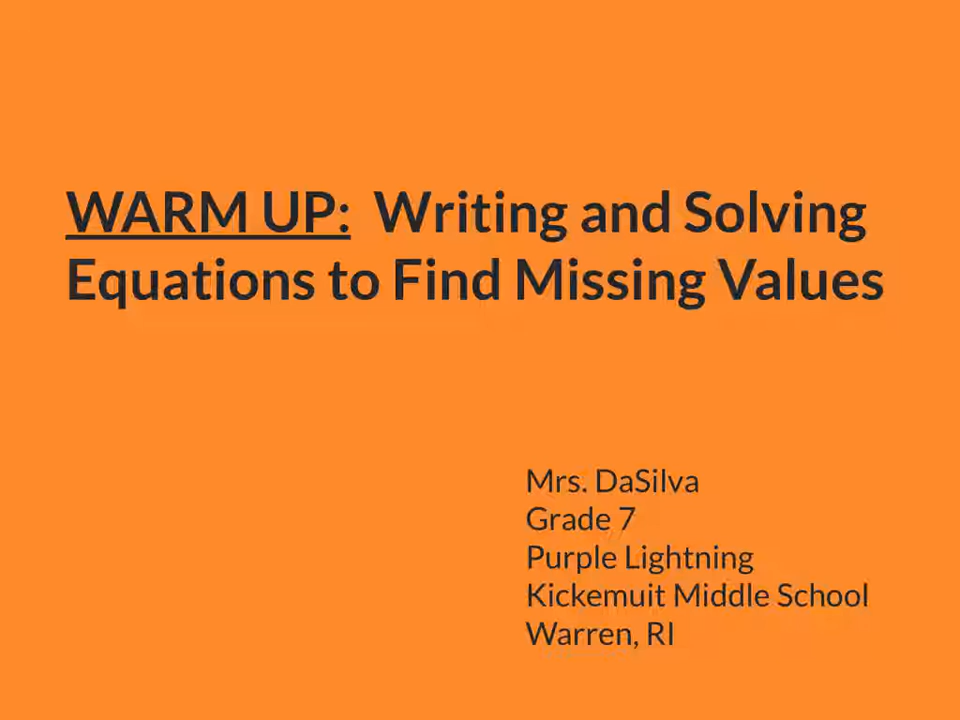 WARM UP: Writing and Solving
Equations to Find Missing Values
Mrs. DaSilva
Grade 7
Purple Lightning
Kickemuit Middle School
Warren, RI